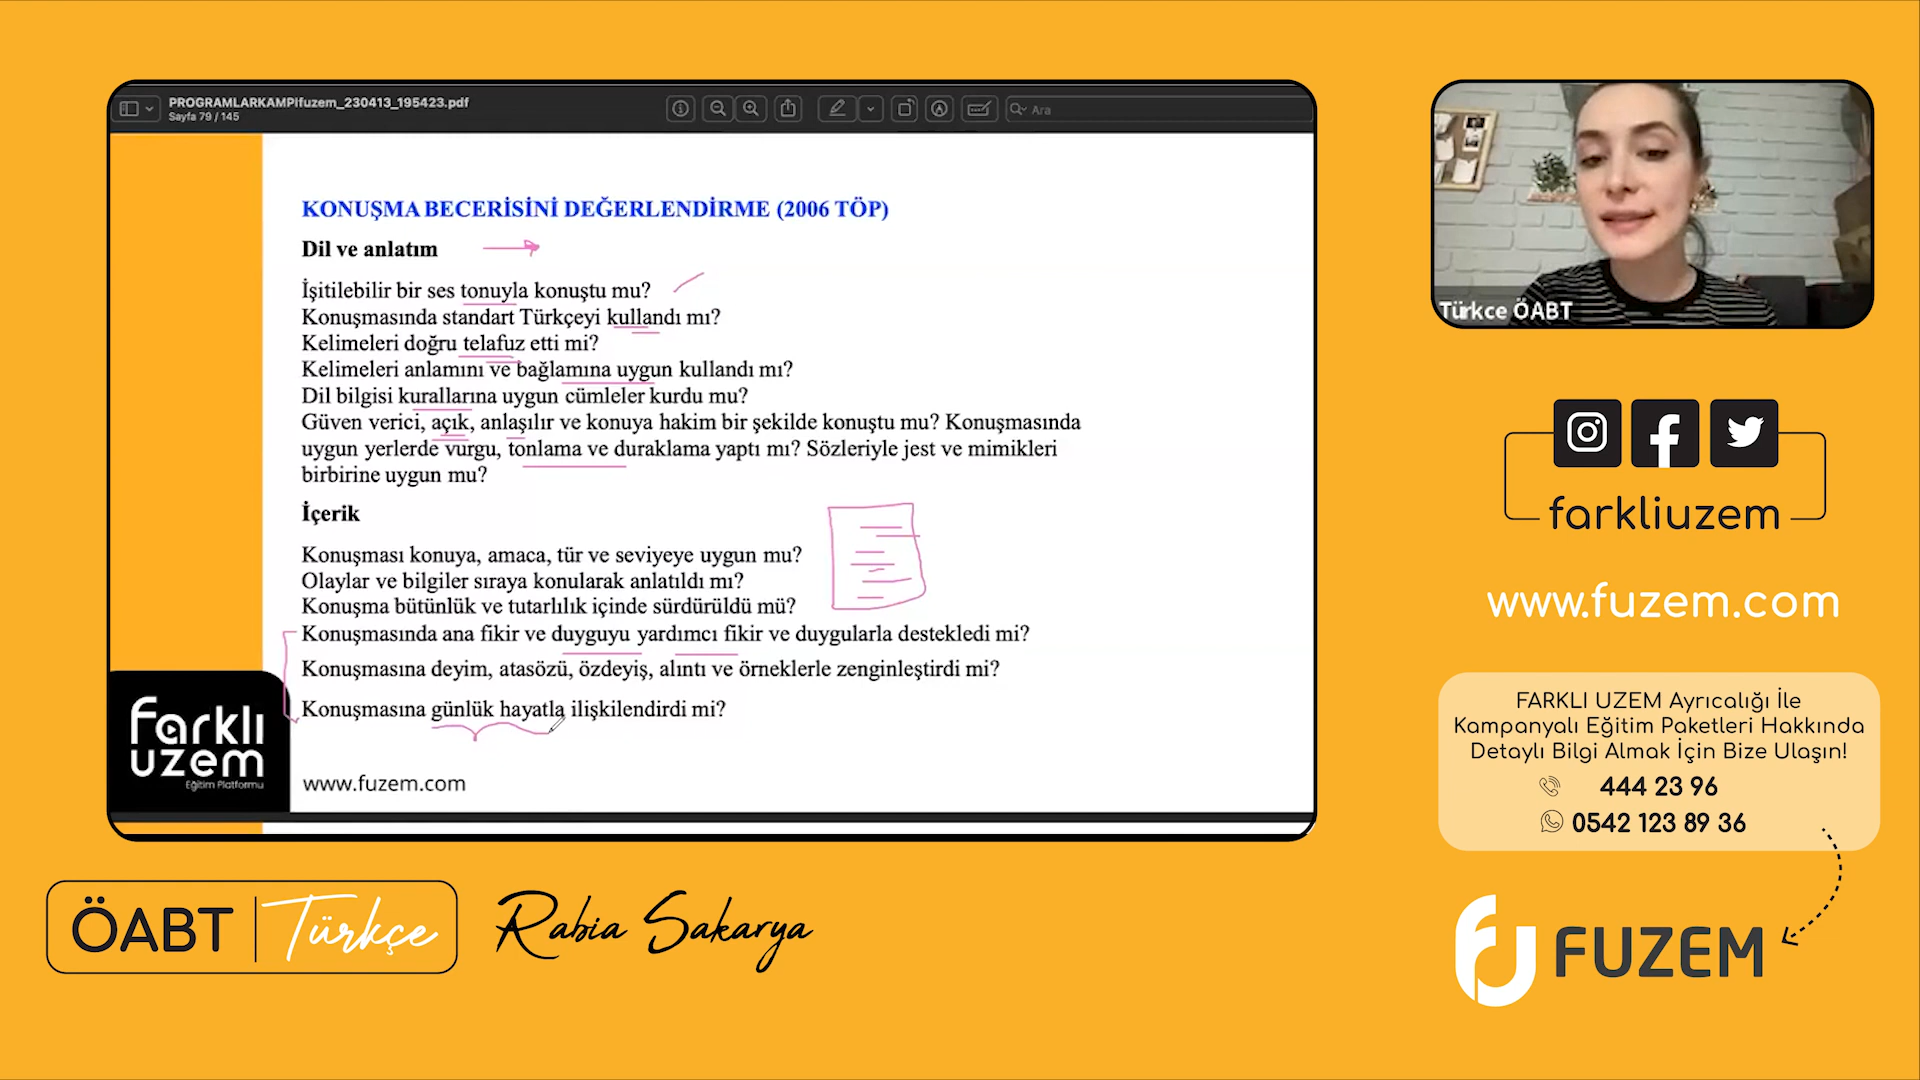 PROGRAMLARKAMPIfuzem_230413_195423.pdf
Sayfa 79 / 145
Ara
KONUŞMA BECERİSİNİ DEĞERLENDİRME (2006 TÖP)
Dil ve anlatım
İşitilebilir bir ses tonuyla konuştu mu?
Konuşmasında standart Türkçeyi kullandı mı?
Kelimeleri doğru telafuz etti mi?
Kelimeleri anlamını ve bağlamına uygun kullandı mı?
Dil bilgisi kurallarına uygun cümleler kurdu mu?
Güven verici, açık, anlaşılır ve konuya hakim bir şekilde konuştu mu? Konuşmasında
uygun yerlerde vurgu, tonlama ve duraklama yaptı mı? Sözleriyle jest ve mimikleri
birbirine uygun mu?
İçerik
Konuşması konuya, amaca, tür ve seviyeye uygun mu?
Olaylar ve bilgiler sıraya konularak anlatıldı mı?
Konuşma bütünlük ve tutarlılık içinde sürdürüldü mü?
Konuşmasında ana fikir ve duyguyu yardımcı fikir ve duygularla destekledi mi?
Konuşmasına deyim, atasözü, özdeyiş, alıntı ve örneklerle zenginleştirdi mi?
Konuşmasına günlük hayatla ilişkilendirdi mi?
farklı
uzem
Eğitim Platformu
www.fuzem.com
Türkce ÖABT
farkliuzem
www.fuzem.com
FARKLI UZEM Ayrıcalığı İle
Kampanyalı Eğitim Paketleri Hakkında
Detaylı Bilgi Almak İçin Bize Ulaşın!
444 23 96
0542 123 89 36
ÖABT Türkçe
Rabia Sakarya
FUZEM